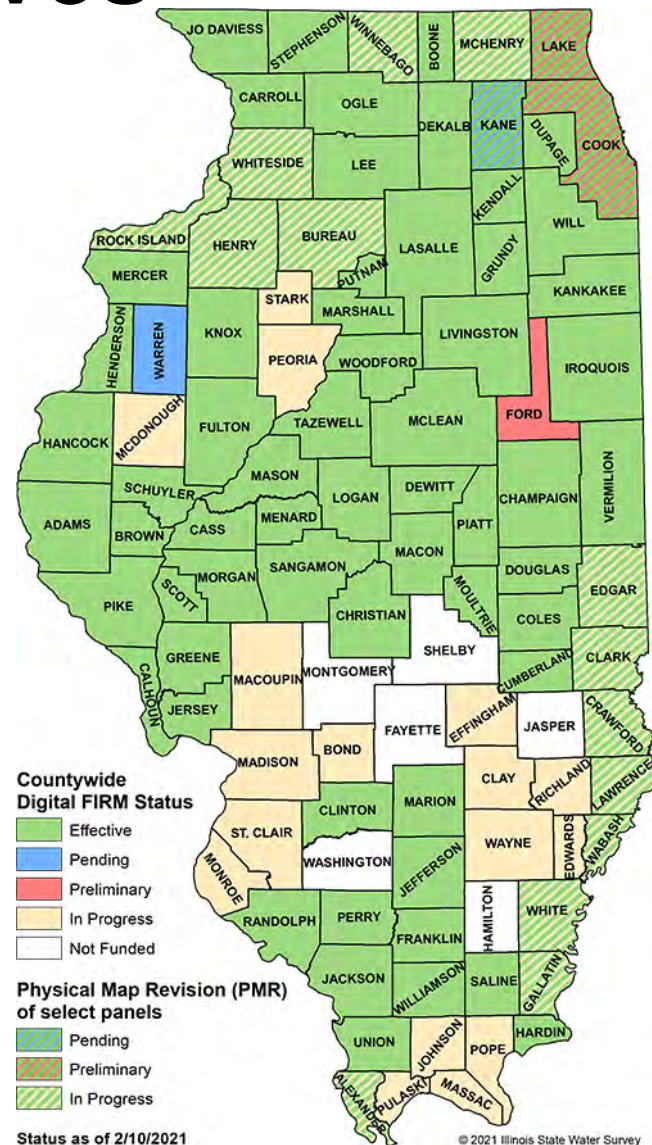 JO DAVIESS
STEPHENSON
WINNEBAGO
BOONE
MCHENRY
LAKE
CARROLL
OGLE
DEKALB
KANE
DUPAGE
COOK
WHITESIDE
LEE
KENDALL
WILL
ROCK ISLAND
HENRY
BUREAU
PUTNAM
LASALLE
GRUNDY
MERCER
STARK
MARSHALL
KANKAKEE
HENDERSON
WARREN
KNOX
PEORIA
WOODFORD
LIVINGSTON
FORD
IROQUOIS
HANCOCK
MCDONOUGH
FULTON
TAZEWELL
MCLEAN
SCHUYLER
MASON
LOGAN
DEWITT
PIATT
CHAMPAIGN
VERMILION
ADAMS
BROWN
CASS
MENARD
MACON
SCOTT
MORGAN
SANGAMON
MOULTRIE
DOUGLAS
EDGAR
PIKE
CHRISTIAN
COLES
CALHOUN
GREENE
JERSEY
MACOUPIN
MONTGOMERY
SHELBY
CUMBERLAND
CLARK
FAYETTE
EFFINGHAM
JASPER
CRAWFORD
MADISON
BOND
CLAY
RICHLAND
LAWRENCE
ST. CLAIR
CLINTON
MARION
WAYNE
EDWARDS
WABASH
MONROE
WASHINGTON
JEFFERSON
HAMILTON
WHITE
RANDOLPH
PERRY
FRANKLIN
JACKSON
WILLIAMSON
SALINE
GALLATIN
UNION
JOHNSON
POPE
HARDIN
ALEXANDER
PULASKI
MASSAC
Countywide
Digital FIRM Status
Effective
Pending
Preliminary
In Progress
Not Funded
Physical Map Revision (PMR)
of select panels
Pending
Preliminary
In Progress
Status as of 2/10/2021
© 2021 Illinois State Water Survey